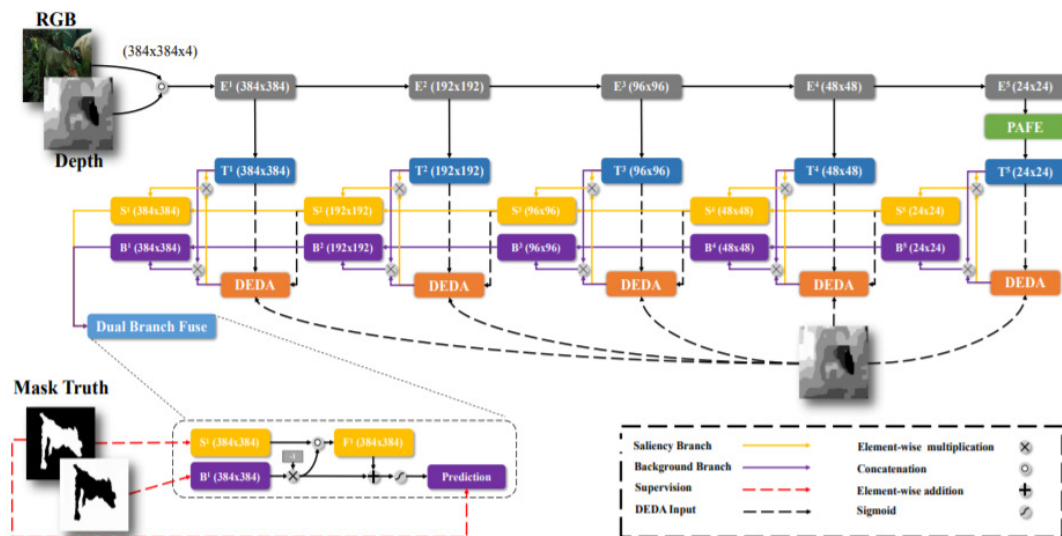 RGB
(384x384x4)
Depth
E¹ (384x384)
E² (192x192)
E³ (96x96)
E⁴ (48x48)
E⁵ (24x24)
PAFE
T¹ (384x384)
T² (192x192)
T³ (96x96)
T⁴ (48x48)
T⁵ (24x24)
S¹ (384x384)
S² (192x192)
S³ (96x96)
S⁴ (48x48)
S⁵ (24x24)
B¹ (384x384)
B² (192x192)
B³ (96x96)
B⁴ (48x48)
B⁵ (24x24)
DEDA
DEDA
DEDA
DEDA
DEDA
Dual Branch Fuse
Mask Truth
S¹ (384x384)
F¹ (384x384)
-1
B¹ (384x384)
Prediction
Saliency Branch
Element-wise multiplication
Background Branch
Concatenation
Supervision
Element-wise addition
DEDA Input
Sigmoid